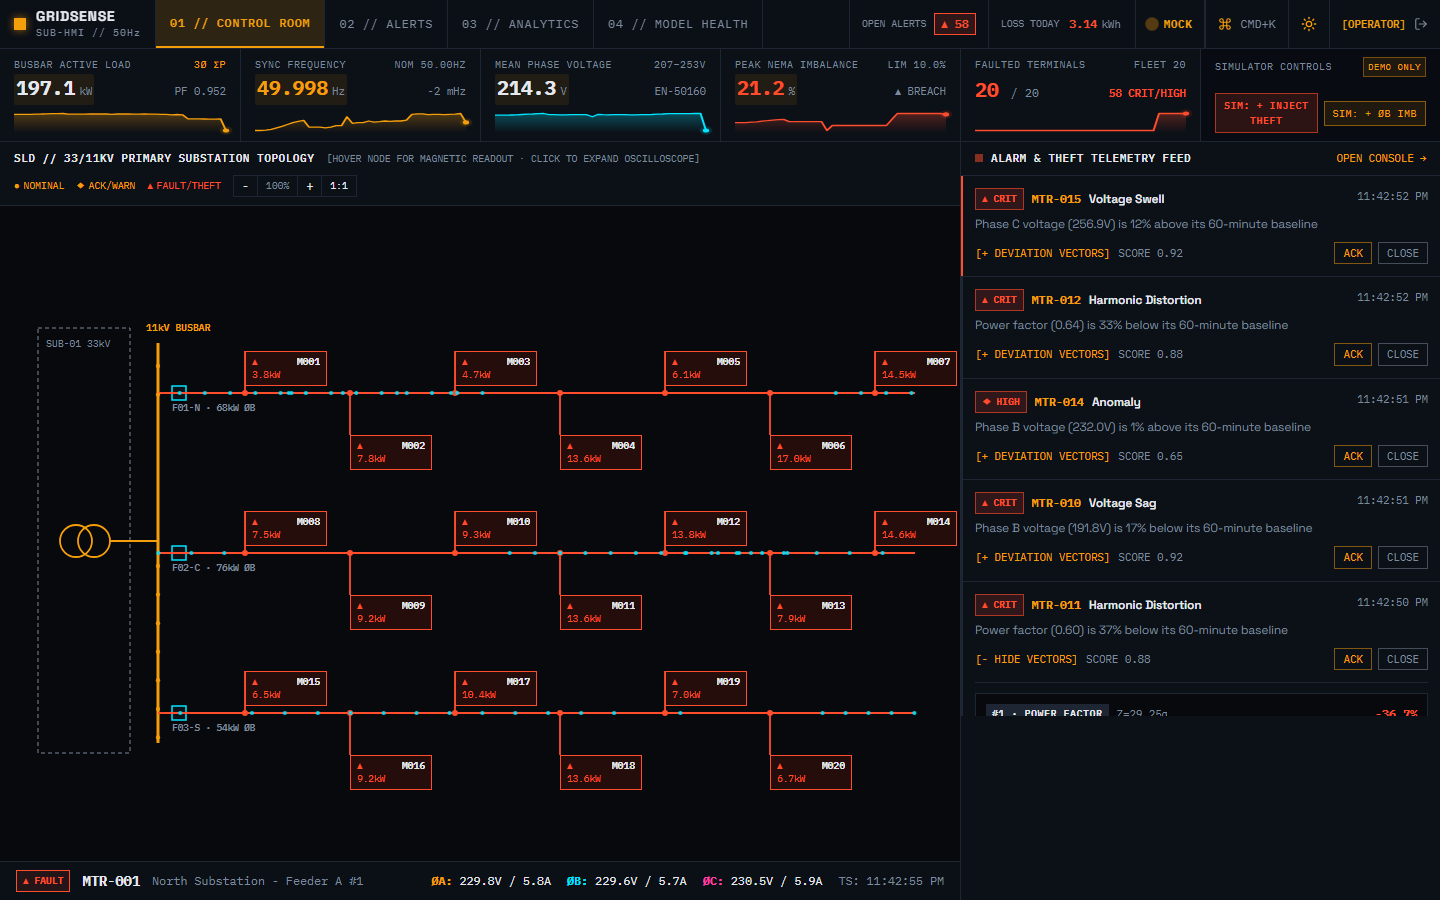 GRIDSENSE
SUB-HMI // 50Hz
01 // CONTROL ROOM
02 // ALERTS
03 // ANALYTICS
04 // MODEL HEALTH
OPEN ALERTS ▲ 58
LOSS TODAY 3.14 kWh
MOCK
⌘ CMD+K
[OPERATOR]
BUSBAR ACTIVE LOAD 3Ø ΣP
197.1 kW PF 0.952
SYNC FREQUENCY NOM 50.00HZ
49.998 Hz -2 mHz
MEAN PHASE VOLTAGE 207–253V
214.3 V EN-50160
PEAK NEMA IMBALANCE LIM 10.0%
21.2 % ▲ BREACH
FAULTED TERMINALS FLEET 20
20 / 20 58 CRIT/HIGH
SIMULATOR CONTROLS DEMO ONLY
SIM: + INJECT
THEFT
SIM: + ØB IMB
SLD // 33/11KV PRIMARY SUBSTATION TOPOLOGY [HOVER NODE FOR MAGNETIC READOUT · CLICK TO EXPAND OSCILLOSCOPE]
● NOMINAL ◆ ACK/WARN ▲ FAULT/THEFT - 100% + 1:1
11kV BUSBAR
SUB-01 33kV
▲ M001
3.8kW
▲ M003
4.7kW
▲ M005
6.1kW
▲ M007
14.5kW
F01-N · 68kW ØB
▲ M002
7.8kW
▲ M004
13.6kW
▲ M006
17.0kW
▲ M008
7.5kW
▲ M010
9.3kW
▲ M012
13.8kW
▲ M014
14.6kW
F02-C · 76kW ØB
▲ M009
9.2kW
▲ M011
13.6kW
▲ M013
7.9kW
▲ M015
6.5kW
▲ M017
10.4kW
▲ M019
7.0kW
F03-S · 54kW ØB
▲ M016
9.2kW
▲ M018
13.6kW
▲ M020
6.7kW
▲ FAULT MTR-001 North Substation - Feeder A #1 ØA: 229.8V / 5.8A ØB: 229.6V / 5.7A ØC: 230.5V / 5.9A TS: 11:42:55 PM
ALARM & THEFT TELEMETRY FEED OPEN CONSOLE →
▲ CRIT MTR-015 Voltage Swell 11:42:52 PM
Phase C voltage (256.9V) is 12% above its 60-minute baseline
[+ DEVIATION VECTORS] SCORE 0.92 ACK CLOSE
▲ CRIT MTR-012 Harmonic Distortion 11:42:52 PM
Power factor (0.64) is 33% below its 60-minute baseline
[+ DEVIATION VECTORS] SCORE 0.88 ACK CLOSE
◆ HIGH MTR-014 Anomaly 11:42:51 PM
Phase B voltage (232.0V) is 1% above its 60-minute baseline
[+ DEVIATION VECTORS] SCORE 0.65 ACK CLOSE
▲ CRIT MTR-010 Voltage Sag 11:42:51 PM
Phase B voltage (191.8V) is 17% below its 60-minute baseline
[+ DEVIATION VECTORS] SCORE 0.92 ACK CLOSE
▲ CRIT MTR-011 Harmonic Distortion 11:42:50 PM
Power factor (0.60) is 37% below its 60-minute baseline
[- HIDE VECTORS] SCORE 0.88 ACK CLOSE
#1 · POWER FACTOR Z=29.25σ -36.7%